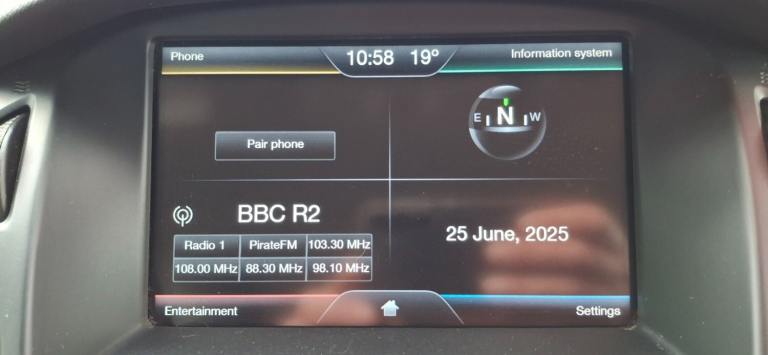 Phone 10:58 19° Information system
E N W
Pair phone
BBC R2
25 June, 2025
Radio 1 PirateFM 103.30 MHz
108.00 MHz 88.30 MHz 98.10 MHz
Entertainment Settings